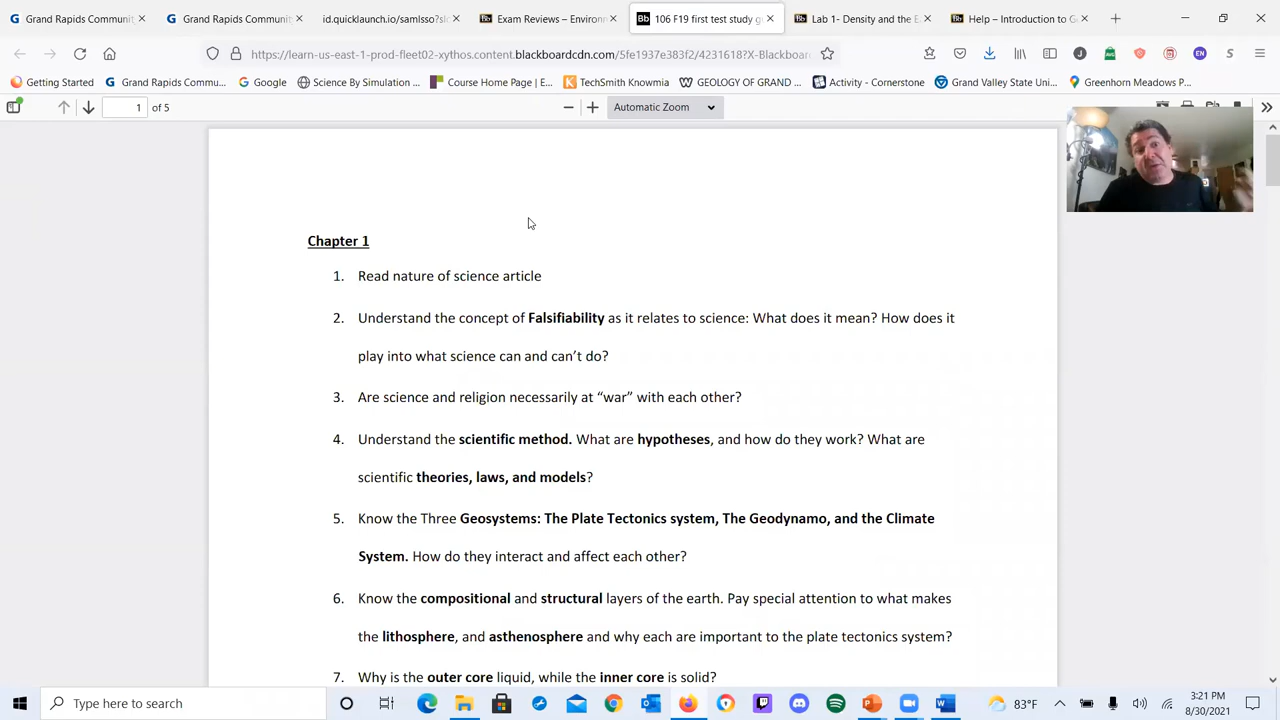 Grand Rapids Communit
Grand Rapids Communit
id.quicklaunch.io/samlsso?sl
Exam Reviews – Environm
106 F19 first test study g
Lab 1- Density and the E
Help – Introduction to G
https://learn-us-east-1-prod-fleet02-xythos.content.blackboardcdn.com/5fe1937e383f2/4231618?X-Blackboar
Getting Started
Grand Rapids Commu...
Google
Science By Simulation ...
Course Home Page | E...
TechSmith Knowmia
GEOLOGY OF GRAND ...
Activity - Cornerstone
Grand Valley State Uni...
Greenhorn Meadows P...
1 of 5
Automatic Zoom
Chapter 1
1. Read nature of science article
2. Understand the concept of Falsifiability as it relates to science: What does it mean? How does it
play into what science can and can’t do?
3. Are science and religion necessarily at “war” with each other?
4. Understand the scientific method. What are hypotheses, and how do they work? What are
scientific theories, laws, and models?
5. Know the Three Geosystems: The Plate Tectonics system, The Geodynamo, and the Climate
System. How do they interact and affect each other?
6. Know the compositional and structural layers of the earth. Pay special attention to what makes
the lithosphere, and asthenosphere and why each are important to the plate tectonics system?
7. Why is the outer core liquid, while the inner core is solid?
Type here to search
83°F
3:21 PM
8/30/2021